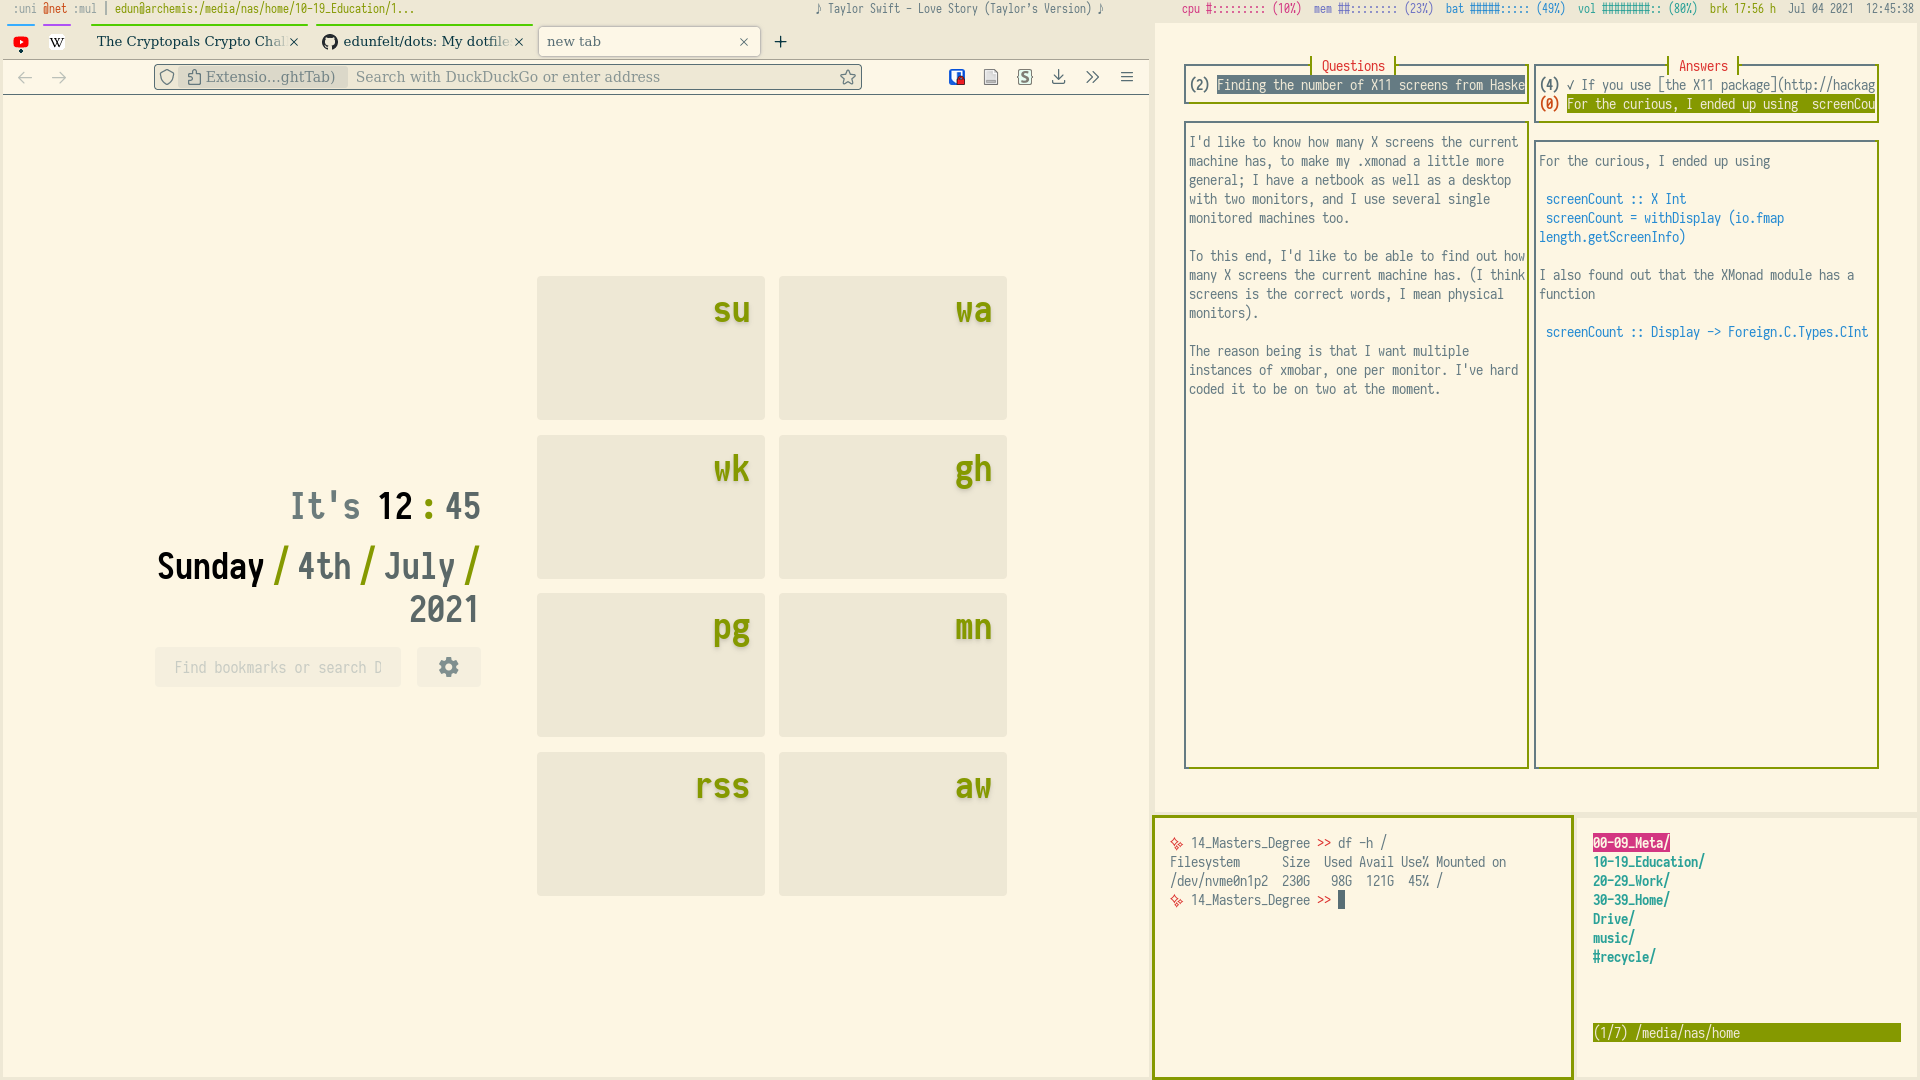 :uni @net :mul | edun@archemis:/media/nas/home/10-19_Education/1...
♪ Taylor Swift - Love Story (Taylor's Version) ♪
cpu #::::::::: (10%) mem ##:::::::: (23%) bat #####::::: (49%) vol ########:: (80%) brk 17:56 h Jul 04 2021 12:45:38
W
The Cryptopals Crypto Chal
edunfelt/dots: My dotfile
new tab
Extensio...ghtTab)
Search with DuckDuckGo or enter address
It's 12:45
Sunday / 4th / July /
2021
Find bookmarks or search D
su
wa
wk
gh
pg
mn
rss
aw
Questions
(2) Finding the number of X11 screens from Haske
I'd like to know how many X screens the current
machine has, to make my .xmonad a little more
general; I have a netbook as well as a desktop
with two monitors, and I use several single
monitored machines too.
To this end, I'd like to be able to find out how
many X screens the current machine has. (I think
screens is the correct words, I mean physical
monitors).
The reason being is that I want multiple
instances of xmobar, one per monitor. I've hard
coded it to be on two at the moment.
Answers
(4) ✓ If you use [the X11 package](http://hackag
(0) For the curious, I ended up using  screenCou
For the curious, I ended up using
screenCount :: X Int
screenCount = withDisplay (io.fmap
length.getScreenInfo)
I also found out that the XMonad module has a
function
screenCount :: Display -> Foreign.C.Types.CInt
14_Masters_Degree >> df -h /
Filesystem      Size  Used Avail Use% Mounted on
/dev/nvme0n1p2  230G   98G  121G  45% /
14_Masters_Degree >>
00-09_Meta/
10-19_Education/
20-29_Work/
30-39_Home/
Drive/
music/
#recycle/
(1/7) /media/nas/home